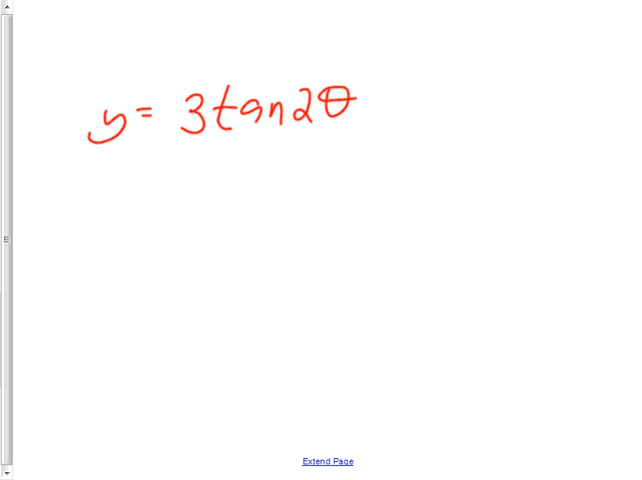 y = 3tan2θ
Extend Page